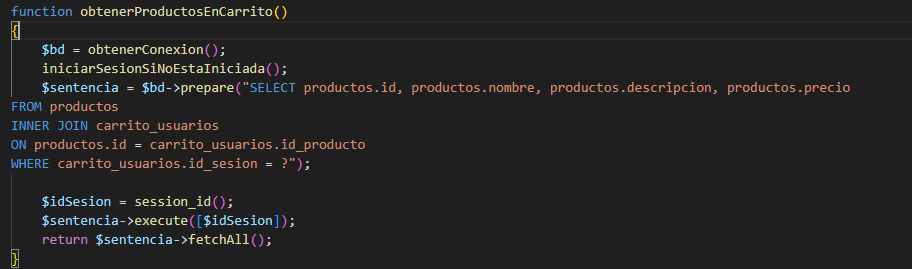 function obtenerProductosEnCarrito()
{
    $bd = obtenerConexion();
    iniciarSesionSiNoEstaIniciada();
    $sentencia = $bd->prepare("SELECT productos.id, productos.nombre, productos.descripcion, productos.precio
FROM productos
INNER JOIN carrito_usuarios
ON productos.id = carrito_usuarios.id_producto
WHERE carrito_usuarios.id_sesion = ?");
    $idSesion = session_id();
    $sentencia->execute([$idSesion]);
    return $sentencia->fetchAll();
}